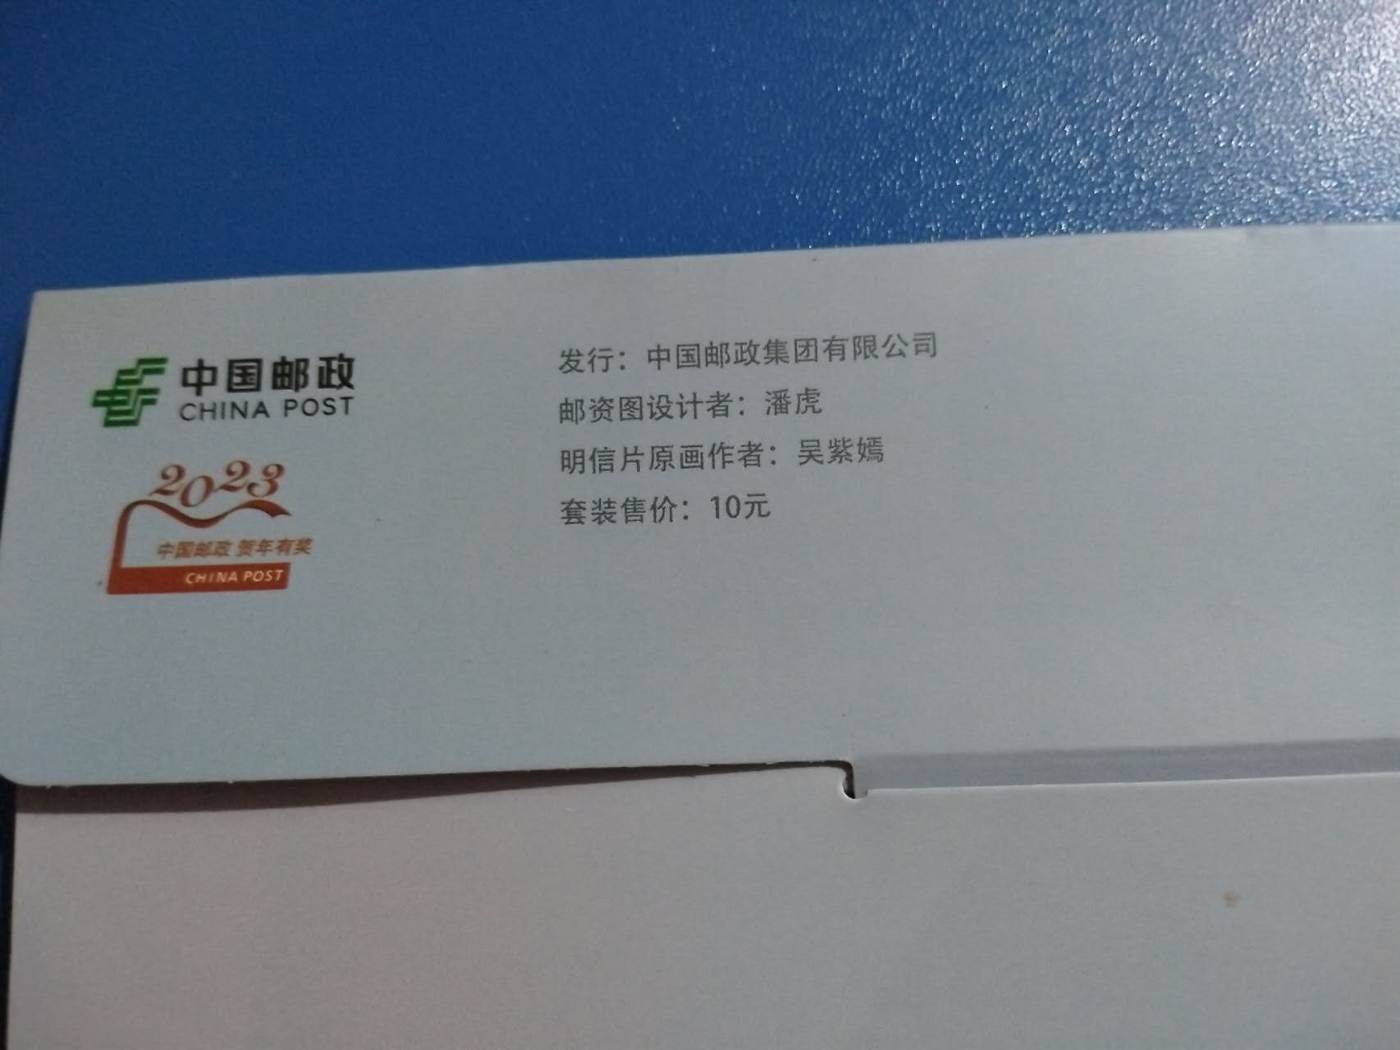 中国邮政
CHINA POST
2023
中国邮政 贺年有奖
CHINA POST
发行：中国邮政集团有限公司
邮资图设计者：潘虎
明信片原画作者：吴紫嫣
套装售价：10元